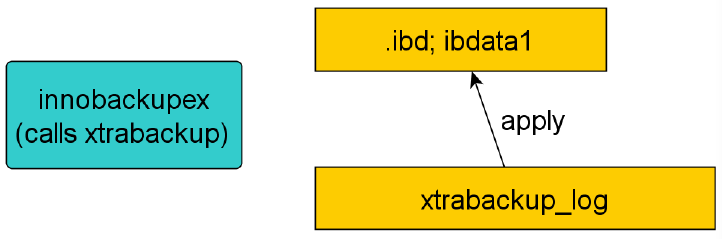 .ibd; ibdata1
innobackupex
(calls xtrabackup)
apply
xtrabackup_log